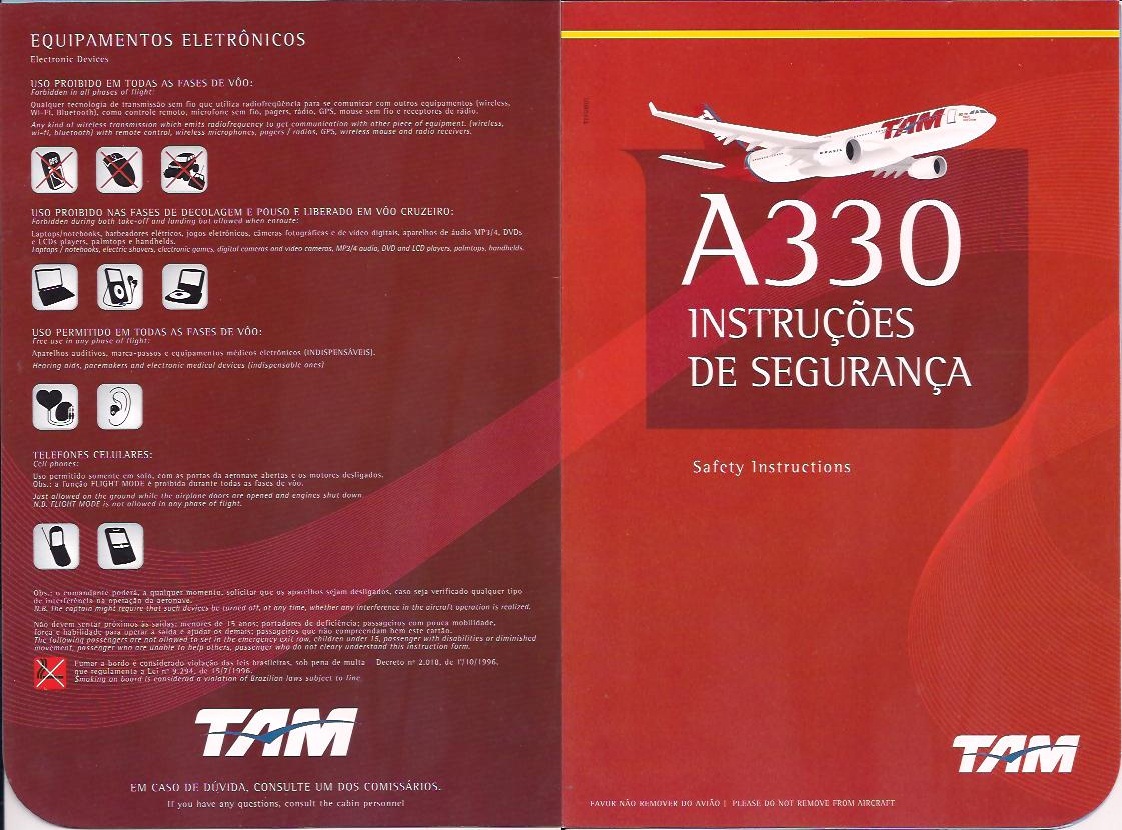 EQUIPAMENTOS ELETRÔNICOS
Electronic Devices
USO PROIBIDO EM TODAS AS FASES DE VÔO:
Forbidden in all phases of flight:
Qualquer tecnologia de transmissão sem fio que utiliza radiofreqüência para se comunicar com outros equipamentos (wireless,
Wi-Fi, Bluetooth), como controle remoto, microfone sem fio, pagers, rádio, GPS, mouse sem fio e receptores de rádio.
Any kind of wireless transmission which emits radiofrequency to get communication with other piece of equipment. (wireless,
wi-fi, bluetooth) with remote control, wireless microphones, pagers / radios, GPS, wireless mouse and radio receivers.
GPS
USO PROIBIDO NAS FASES DE DECOLAGEM E POUSO E LIBERADO EM VÔO CRUZEIRO:
Forbidden during both take-off and landing but allowed when enroute:
Laptops/notebooks, barbeadores elétricos, jogos eletrônicos, câmeras fotográficas e de vídeo digitais, aparelhos de áudio MP3/4, DVDs
e LCDs players, palmtops e handhelds.
Laptops / notebooks, electric shavers, electronic games, digital cameras and video cameras, MP3/4 audio, DVD and LCD players, palmtops, handhelds.
USO PERMITIDO EM TODAS AS FASES DE VÔO:
Free use in any phase of flight:
Aparelhos auditivos, marca-passos e equipamentos médicos eletrônicos (INDISPENSÁVEIS).
Hearing aids, pacemakers and electronic medical devices (indispensable ones)
TELEFONES CELULARES:
Cell phones:
Uso permitido somente em solo, com as portas da aeronave abertas e os motores desligados.
Obs.: a função FLIGHT MODE é proibida durante todas as fases de vôo.
Just allowed on the ground while the airplane doors are opened and engines shut down.
N.B. FLIGHT MODE is not allowed in any phase of flight.
Obs.: o comandante poderá, a qualquer momento, solicitar que os aparelhos sejam desligados, caso seja verificado qualquer tipo
de interferência na operação da aeronave.
N.B. The captain might require that such devices be turned off, at any time, whether any interference in the aircraft operation is realized.
Não devem sentar próximos às saídas: menores de 15 anos; portadores de deficiência; passageiros com pouca mobilidade,
força e habilidade para operar a saída e ajudar os demais; passageiros que não compreendam bem este cartão.
The following passengers are not allowed to set in the emergency exit row, children under 15, passenger with disabilities or diminished
movement, passenger who are unable to help others, passenger who do not cleary understand this instruction form.
Fumar a bordo é considerado violação das leis brasileiras, sob pena de multa Decreto nº 2.018, de 1º/10/1996,
que regulamenta a Lei nº 9.294, de 15/7/1996.
Smoking on board is considered a violation of Brazilian laws subject to fine
TAM
EM CASO DE DÚVIDA, CONSULTE UM DOS COMISSÁRIOS.
If you have any questions, consult the cabin personnel
TAM
BRASIL
A330
INSTRUÇÕES
DE SEGURANÇA
Safety Instructions
TAM
FAVOR NÃO REMOVER DO AVIÃO | PLEASE DO NOT REMOVE FROM AIRCRAFT